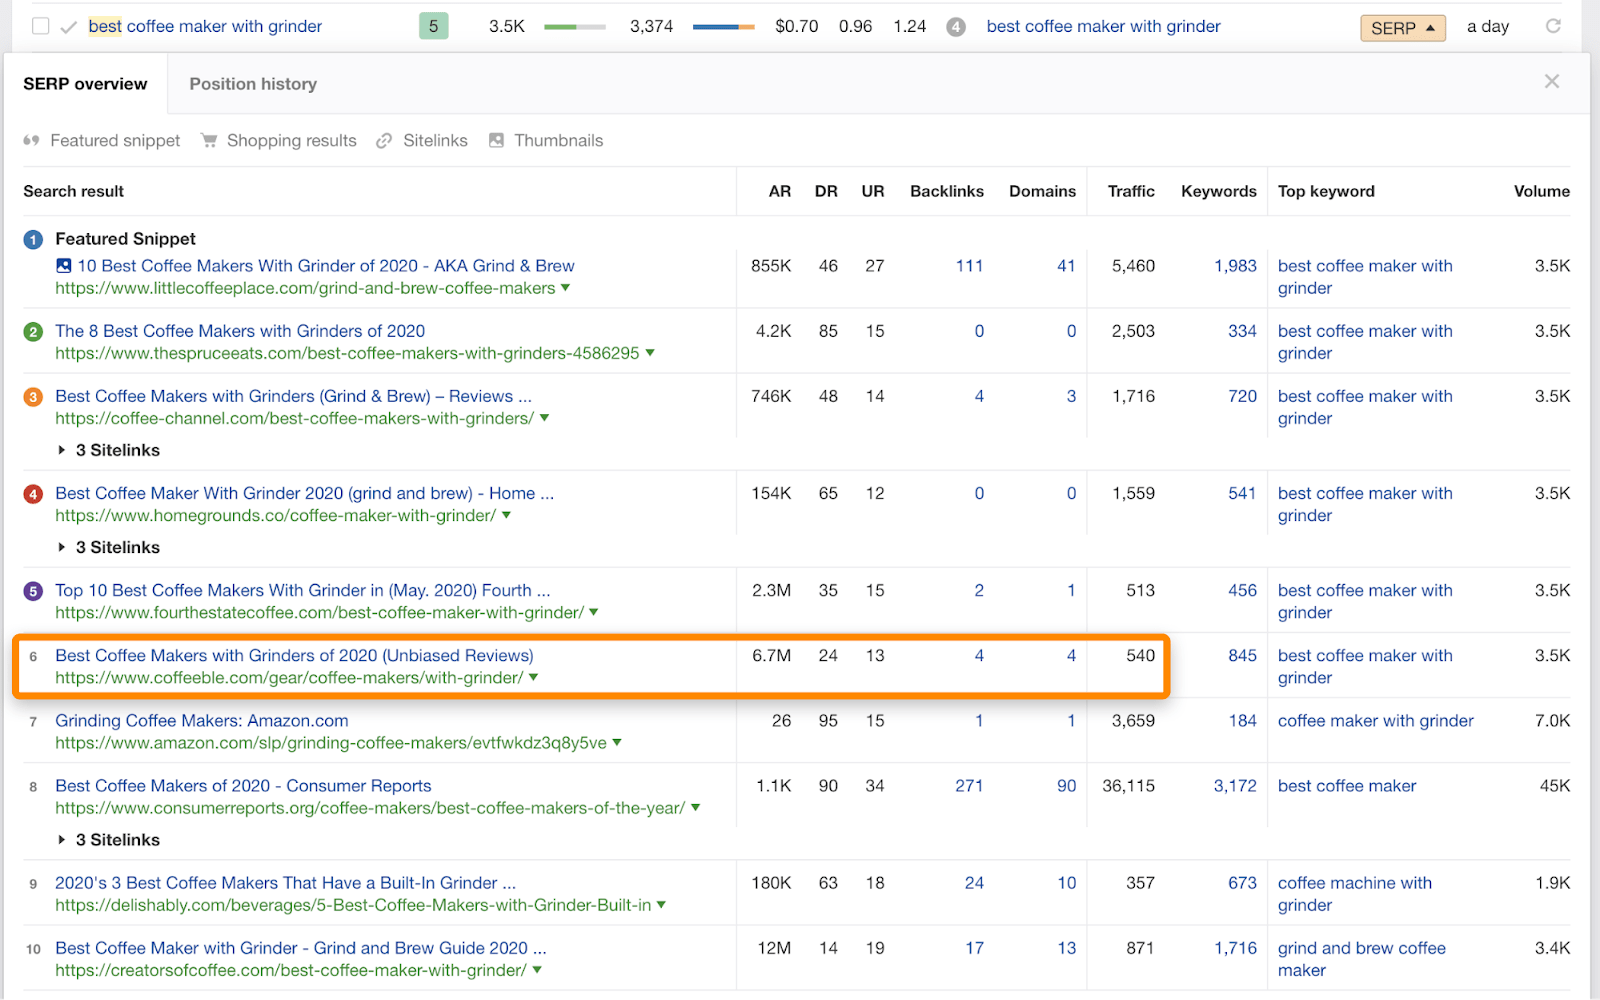 best coffee maker with grinder 5 3.5K 3,374 $0.70 0.96 1.24 4 best coffee maker with grinder SERP ▲ a day
SERP overview Position history ×
Featured snippet Shopping results Sitelinks Thumbnails
Search result AR DR UR Backlinks Domains Traffic Keywords Top keyword Volume
1 Featured Snippet
10 Best Coffee Makers With Grinder of 2020 - AKA Grind & Brew 855K 46 27 111 41 5,460 1,983 best coffee maker with 3.5K
https://www.littlecoffeeplace.com/grind-and-brew-coffee-makers ▼ grinder
2 The 8 Best Coffee Makers with Grinders of 2020 4.2K 85 15 0 0 2,503 334 best coffee maker with 3.5K
https://www.thespruceeats.com/best-coffee-makers-with-grinders-4586295 ▼ grinder
3 Best Coffee Makers with Grinders (Grind & Brew) – Reviews ... 746K 48 14 4 3 1,716 720 best coffee maker with 3.5K
https://coffee-channel.com/best-coffee-makers-with-grinders/ ▼ grinder
3 Sitelinks
4 Best Coffee Maker With Grinder 2020 (grind and brew) - Home ... 154K 65 12 0 0 1,559 541 best coffee maker with 3.5K
https://www.homegrounds.co/coffee-maker-with-grinder/ ▼ grinder
3 Sitelinks
5 Top 10 Best Coffee Makers With Grinder in (May. 2020) Fourth ... 2.3M 35 15 2 1 513 456 best coffee maker with 3.5K
https://www.fourthestatecoffee.com/best-coffee-maker-with-grinder/ ▼ grinder
6 Best Coffee Makers with Grinders of 2020 (Unbiased Reviews) 6.7M 24 13 4 4 540 845 best coffee maker with 3.5K
https://www.coffeeble.com/gear/coffee-makers/with-grinder/ ▼ grinder
7 Grinding Coffee Makers: Amazon.com 26 95 15 1 1 3,659 184 coffee maker with grinder 7.0K
https://www.amazon.com/slp/grinding-coffee-makers/evtfwkdz3q8y5ve ▼
8 Best Coffee Makers of 2020 - Consumer Reports 1.1K 90 34 271 90 36,115 3,172 best coffee maker 45K
https://www.consumerreports.org/coffee-makers/best-coffee-makers-of-the-year/ ▼
3 Sitelinks
9 2020's 3 Best Coffee Makers That Have a Built-In Grinder ... 180K 63 18 24 10 357 673 coffee machine with 1.9K
https://delishably.com/beverages/5-Best-Coffee-Makers-with-Grinder-Built-in ▼ grinder
10 Best Coffee Maker with Grinder - Grind and Brew Guide 2020 ... 12M 14 19 17 13 871 1,716 grind and brew coffee 3.4K
https://creatorsofcoffee.com/best-coffee-maker-with-grinder/ ▼ maker